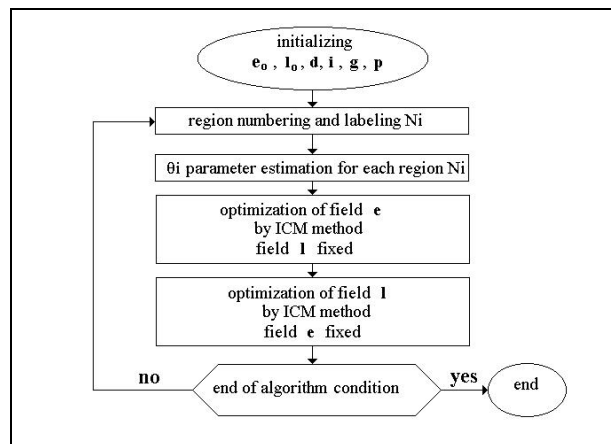 initializing
e₀ , l₀, d, i , g , p
region numbering and labeling Ni
θi parameter estimation for each region Ni
optimization of field e
by ICM method
field l fixed
optimization of field l
by ICM method
field e fixed
no
end of algorithm condition
yes
end